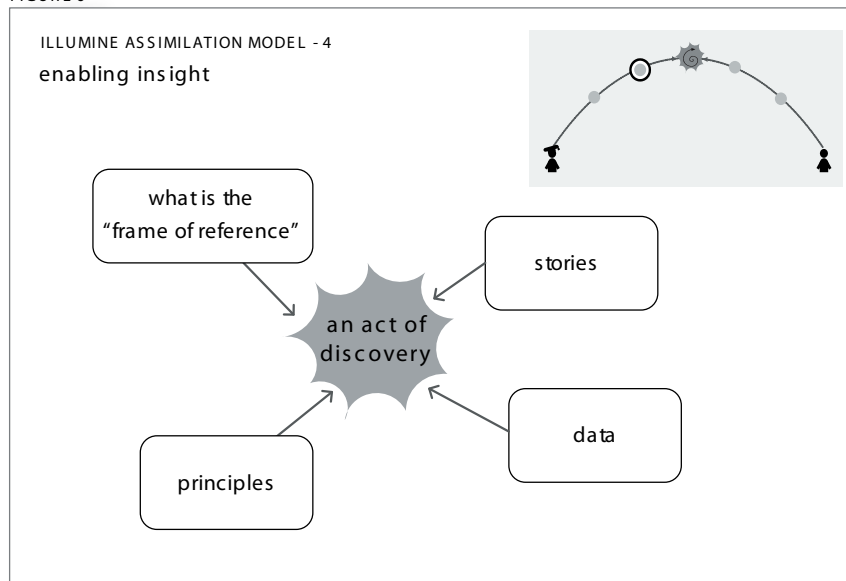 ILLUMINE ASSIMILATION MODEL - 4
enabling insight
what is the
“frame of reference”
stories
an act of
discovery
data
principles